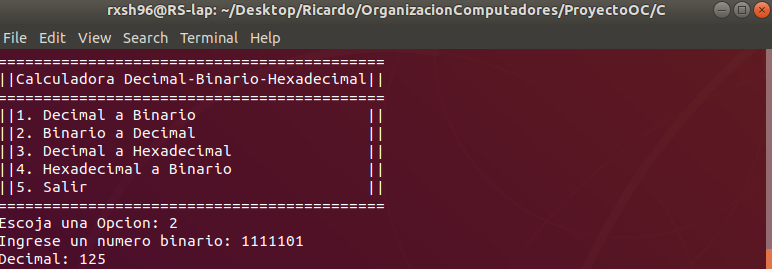 rxsh96@RS-lap: ~/Desktop/Ricardo/OrganizacionComputadores/ProyectoOC/C
File Edit View Search Terminal Help
===========================================
||Calculadora Decimal-Binario-Hexadecimal||
===========================================
||1. Decimal a Binario                   ||
||2. Binario a Decimal                   ||
||3. Decimal a Hexadecimal               ||
||4. Hexadecimal a Binario               ||
||5. Salir                               ||
===========================================
Escoja una Opcion: 2
Ingrese un numero binario: 1111101
Decimal: 125